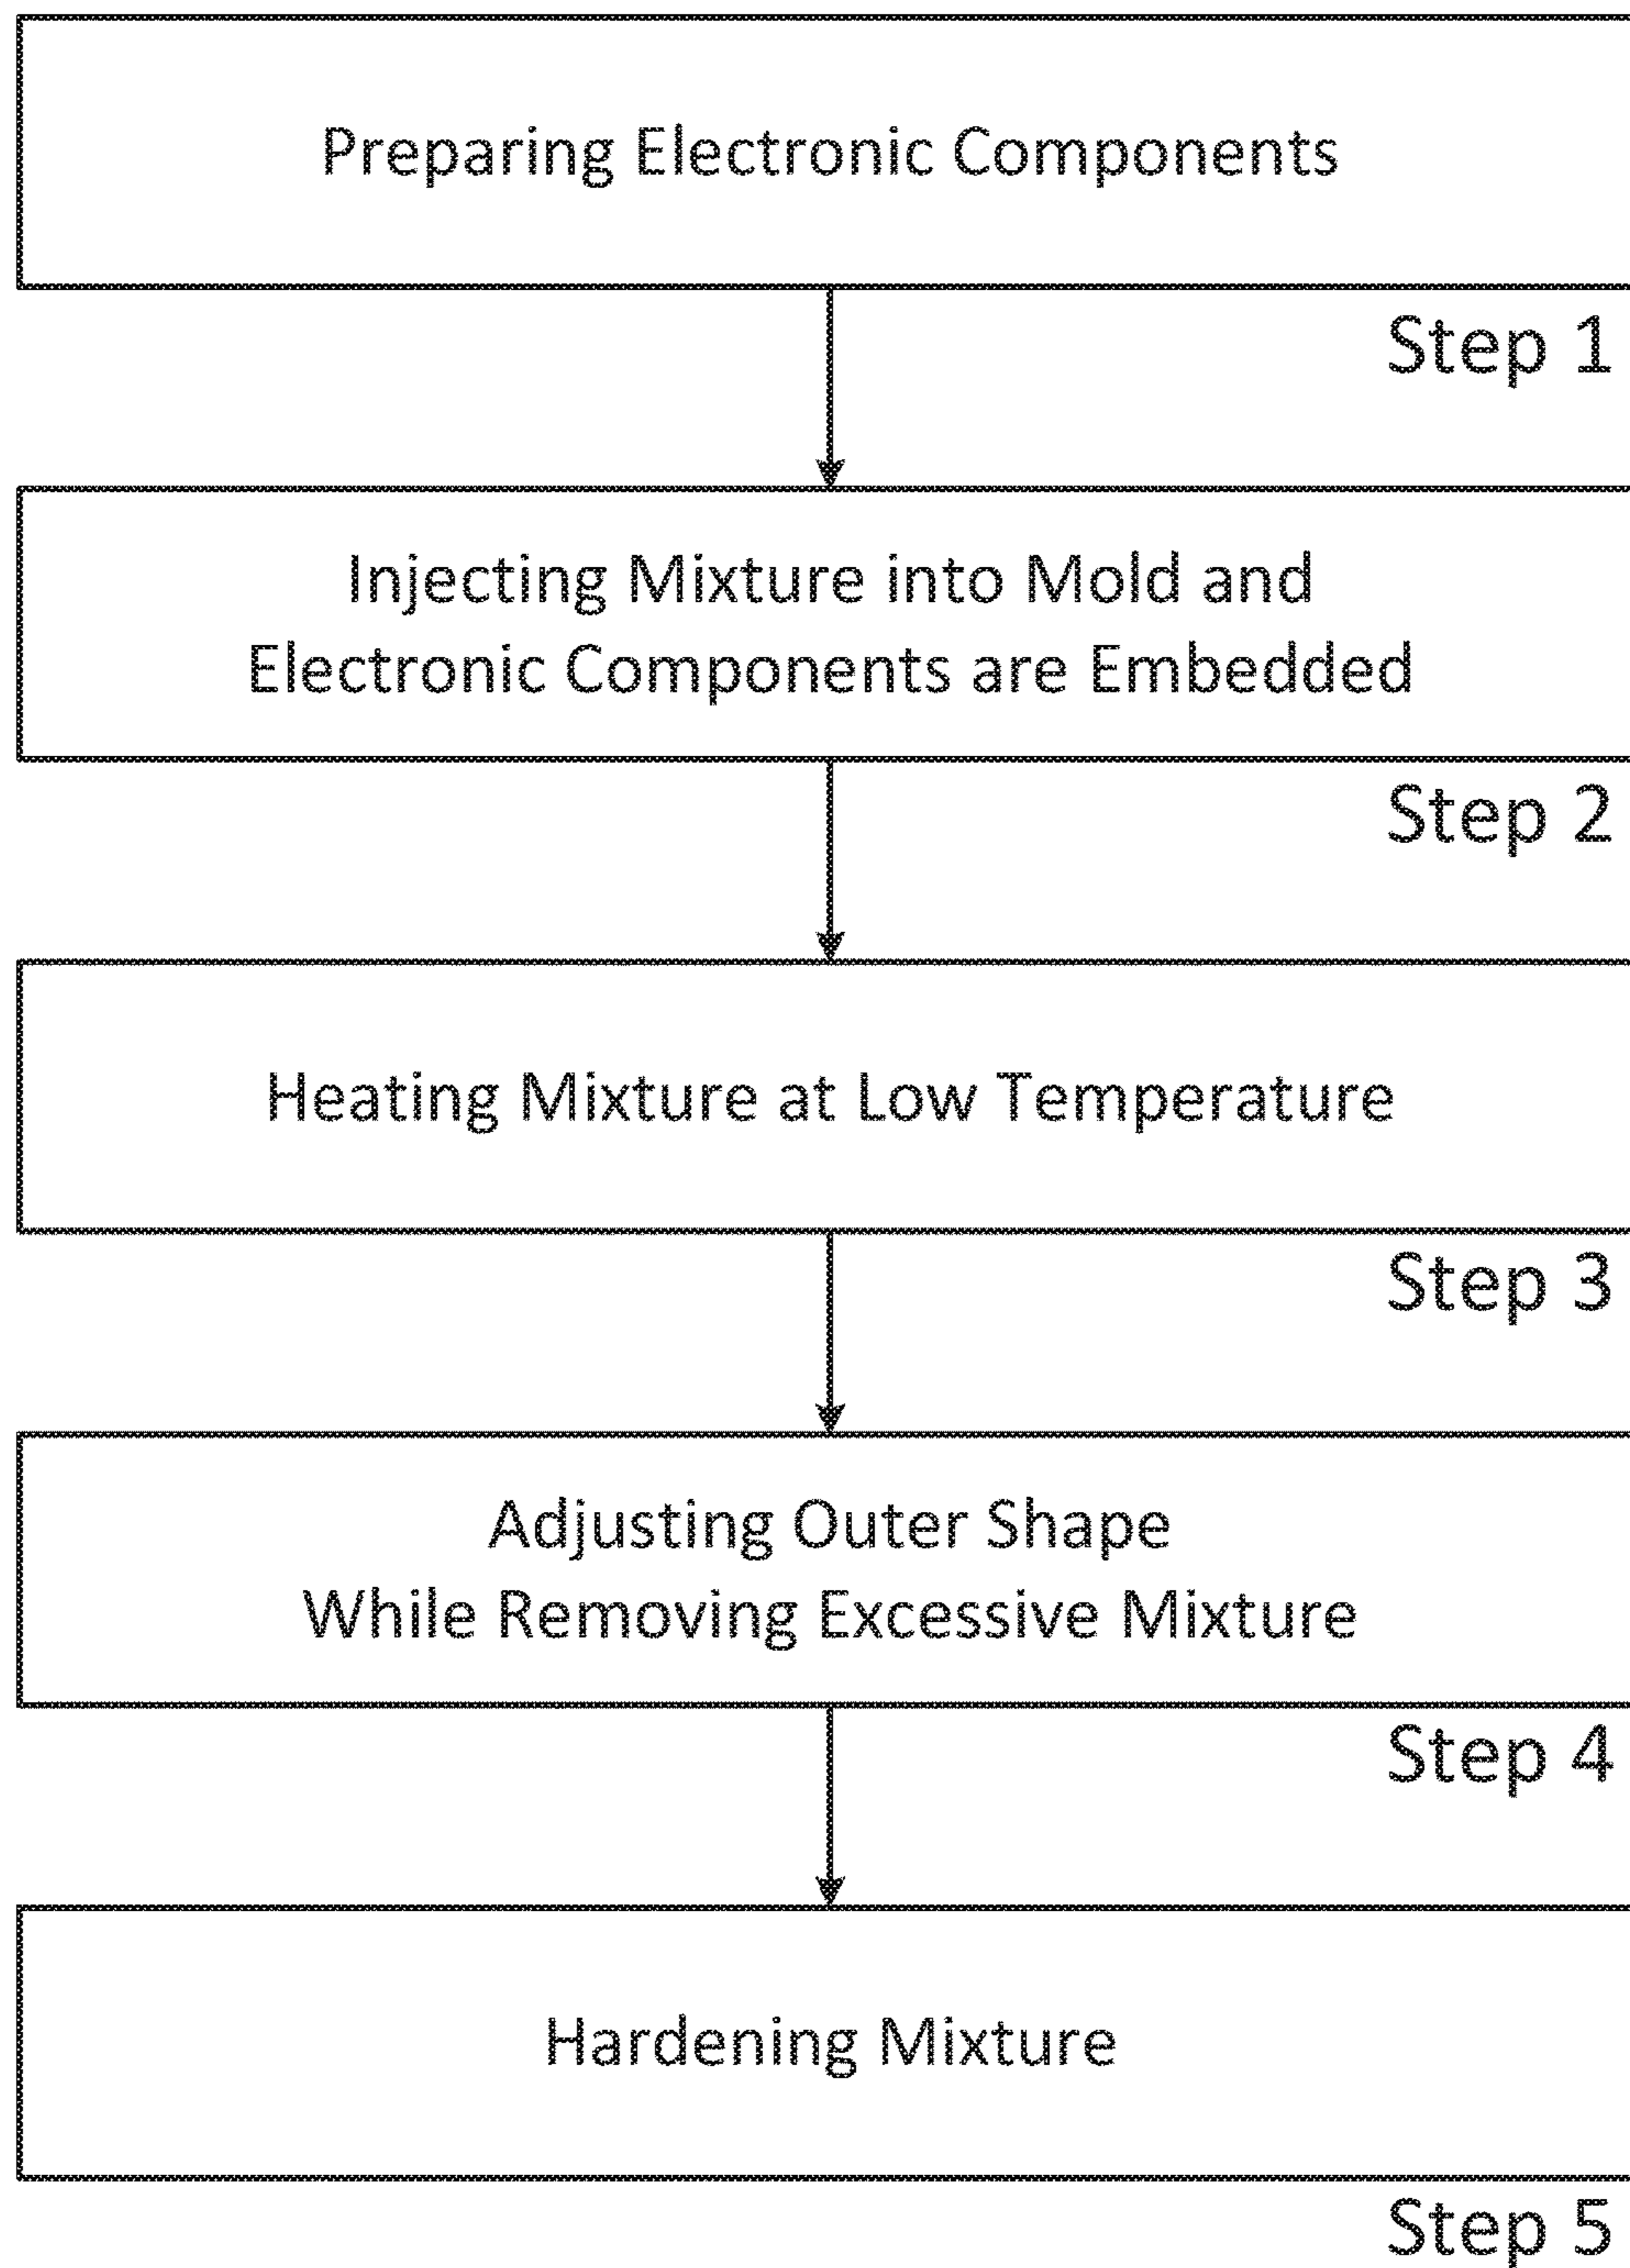 Preparing Electronic Components
Step 1
Injecting Mixture into Mold and
Electronic Components are Embedded
Step 2
Heating Mixture at Low Temperature
Step 3
Adjusting Outer Shape
While Removing Excessive Mixture
Step 4
Hardening Mixture
Step 5